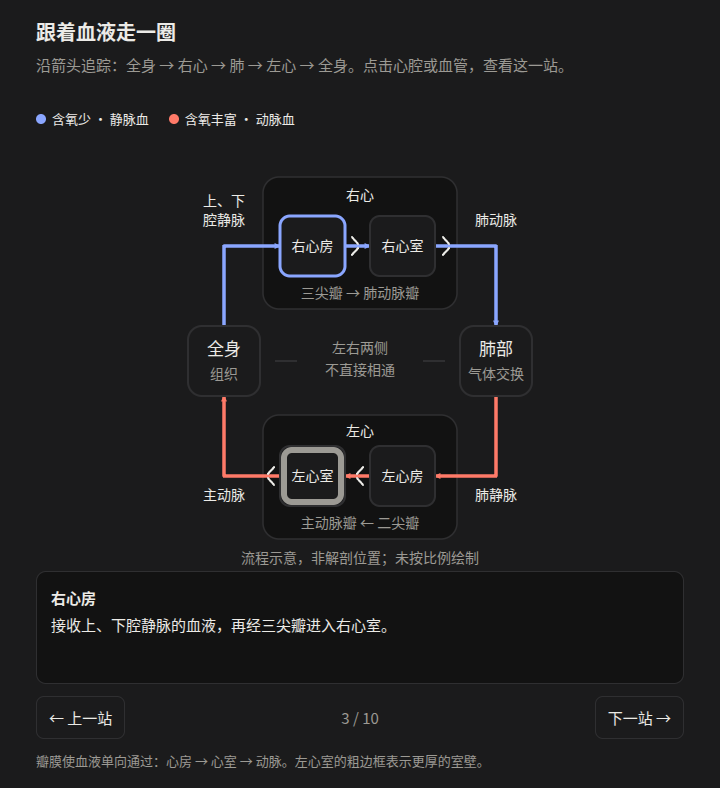 跟着血液走一圈
沿箭头追踪：全身 → 右心 → 肺 → 左心 → 全身。点击心腔或血管，查看这一站。
含氧少 · 静脉血
含氧丰富 · 动脉血
右心
上、下
腔静脉
肺动脉
右心房
右心室
三尖瓣 → 肺动脉瓣
全身
组织
左右两侧
不直接相通
肺部
气体交换
左心
左心室
左心房
主动脉
肺静脉
主动脉瓣 ← 二尖瓣
流程示意，非解剖位置；未按比例绘制
右心房
接收上、下腔静脉的血液，再经三尖瓣进入右心室。
← 上一站
3 / 10
下一站 →
瓣膜使血液单向通过：心房 → 心室 → 动脉。左心室的粗边框表示更厚的室壁。